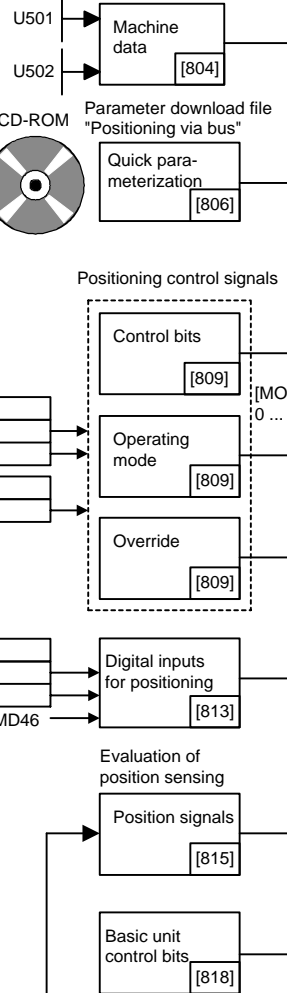 U501
Machine
data
U502
[804]
CD-ROM
Parameter download file
"Positioning via bus"
Quick para-
meterization
[806]
Positioning control signals
Control bits
[809]
[MO
0 ...
Operating
mode
[809]
Override
[809]
Digital inputs
for positioning
[813]
MD46
Evaluation of
position sensing
Position signals
[815]
Basic unit
control bits
[818]